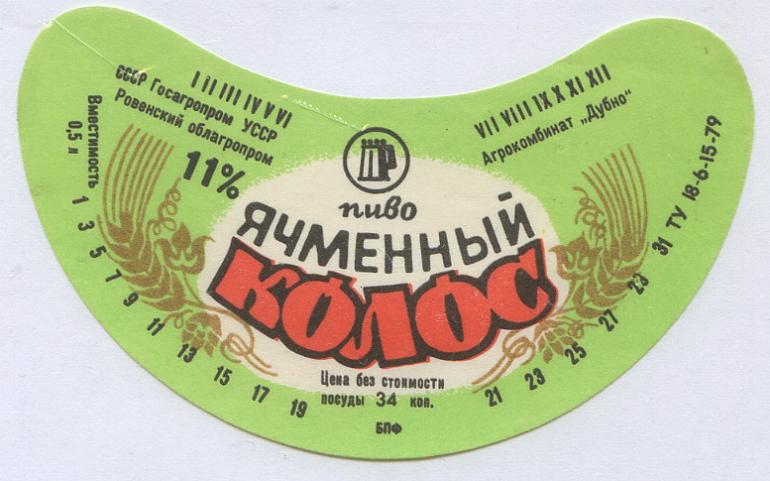 I II III IV V VI
СССР Госагропром УССР
Ровенский облагропром
11%
Вместимость
0,5 л
VII VIII IX X XI XII
Агрокомбинат „Дубно"
ТУ 18-6-15-79
ДР
пиво
ЯЧМЕННЫЙ
КОЛОС
Цена без стоимости
посуды 34 коп.
БПФ
1 3 5 7 9 11 13 15 17 19 21 23 25 27 29 31